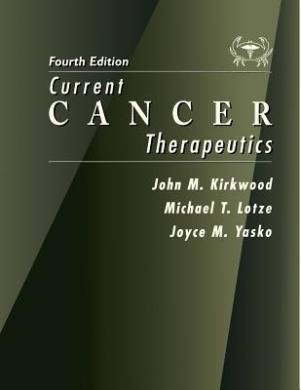 Fourth Edition
Current
CANCER
Therapeutics
John M. Kirkwood
Michael T. Lotze
Joyce M. Yasko